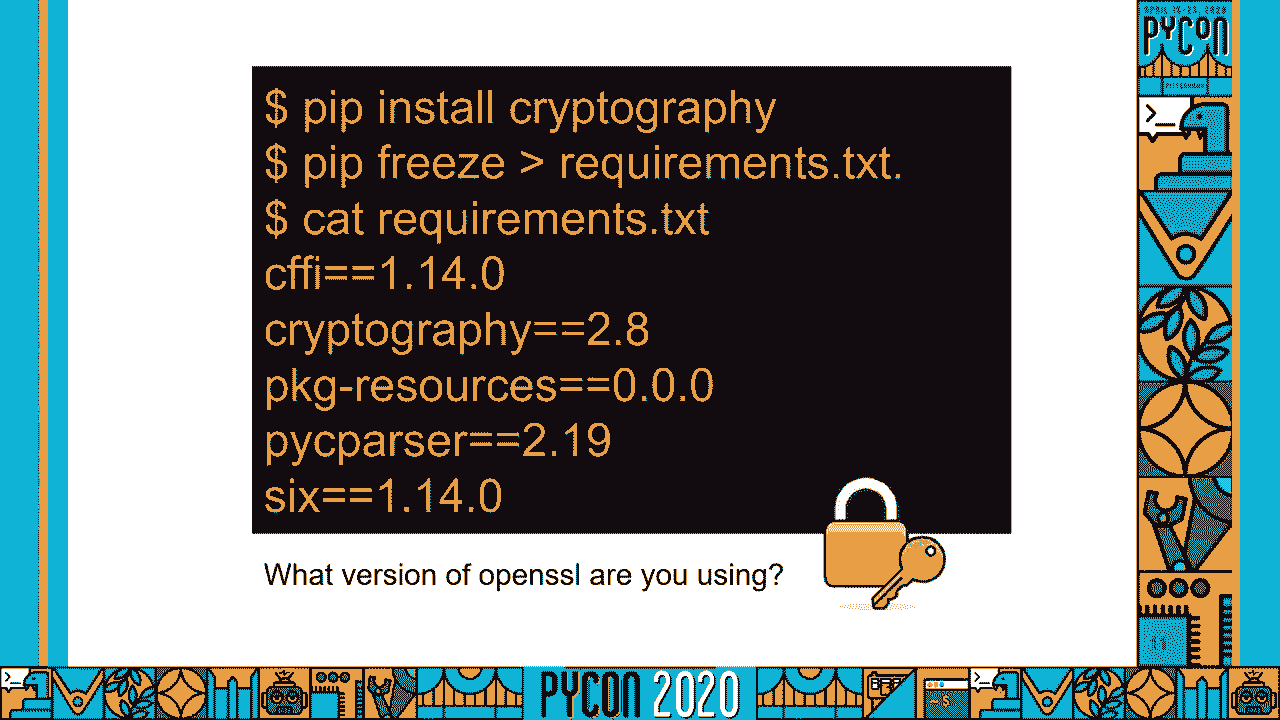 $ pip install cryptography
$ pip freeze > requirements.txt.
$ cat requirements.txt
cffi==1.14.0
cryptography==2.8
pkg-resources==0.0.0
pycparser==2.19
six==1.14.0
What version of openssl are you using?
PYCON
PYCON 2020